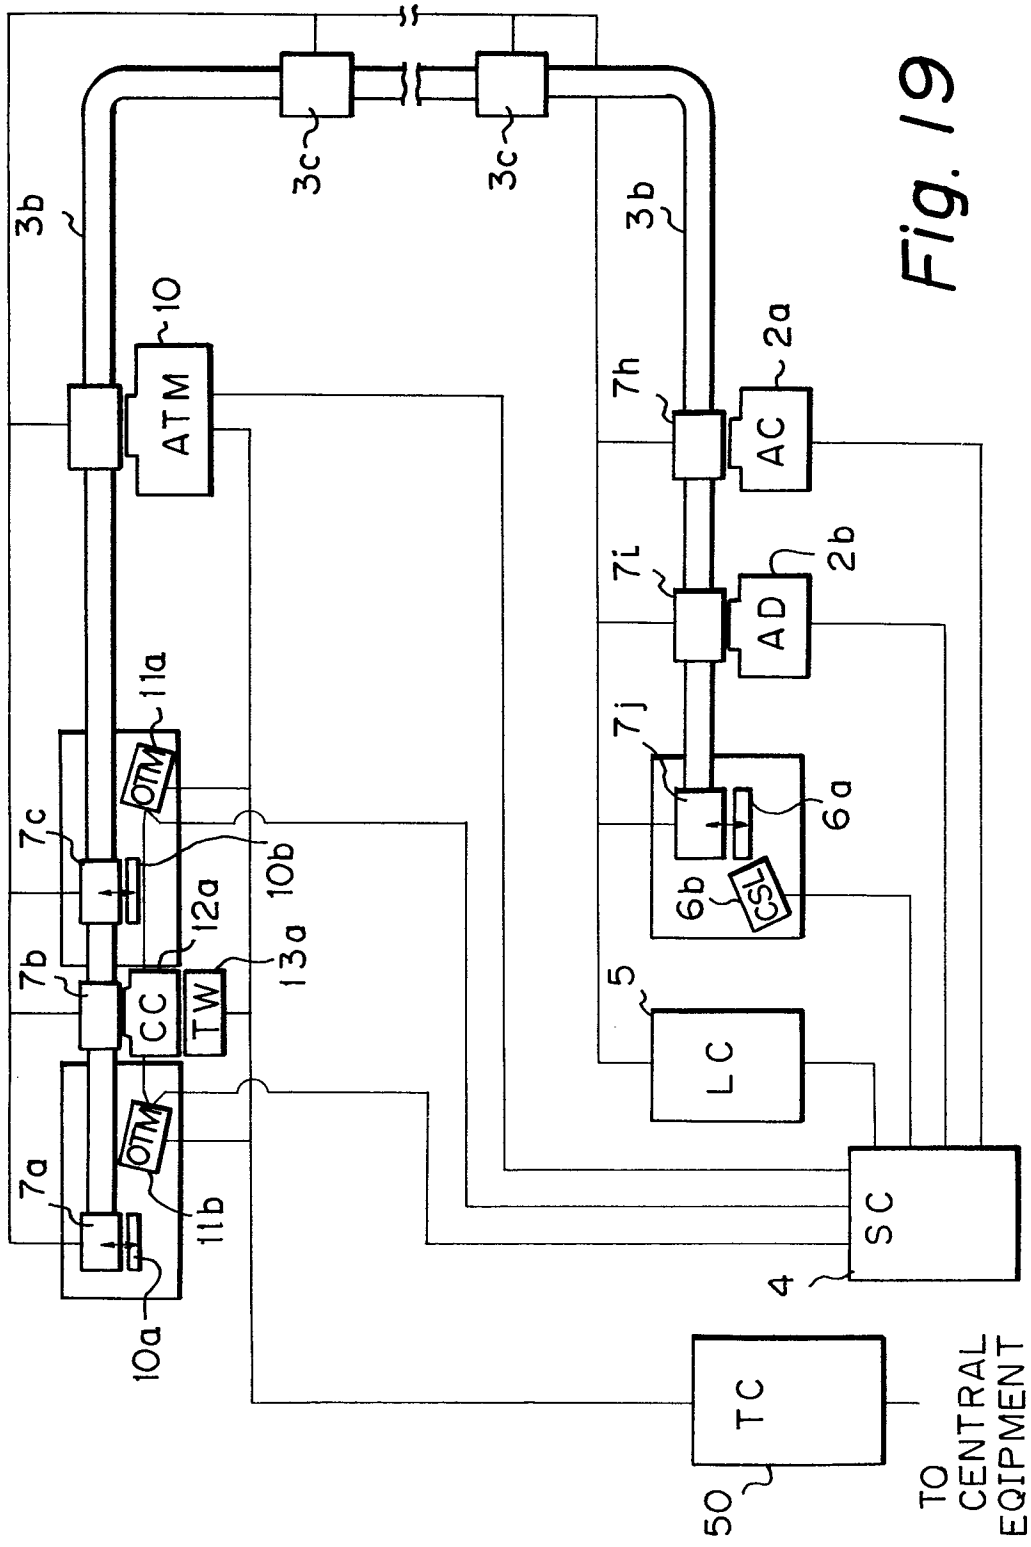 3b
3c
3c
10
ATM
3b
7h
2a
AC
7i
2b
AD
11a
OTM
7c
10b
12a
7b
CC
13a
TW
7j
6a
6b
CSL
5
LC
7a
OTM
11b
10a
4
SC
50
TC
TO
CENTRAL
EQIPMENT
Fig. 19